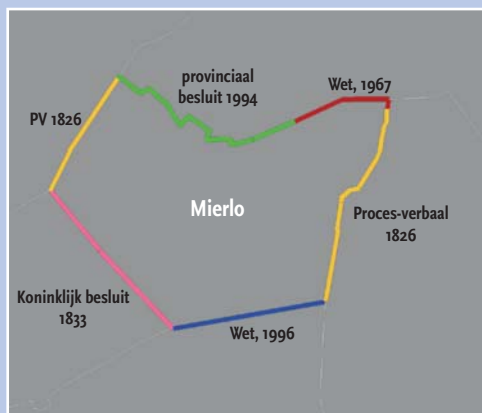 provinciaal
besluit 1994
Wet, 1967
PV 1826
Mierlo
Proces-verbaal
1826
Koninklijk besluit
1833
Wet, 1996